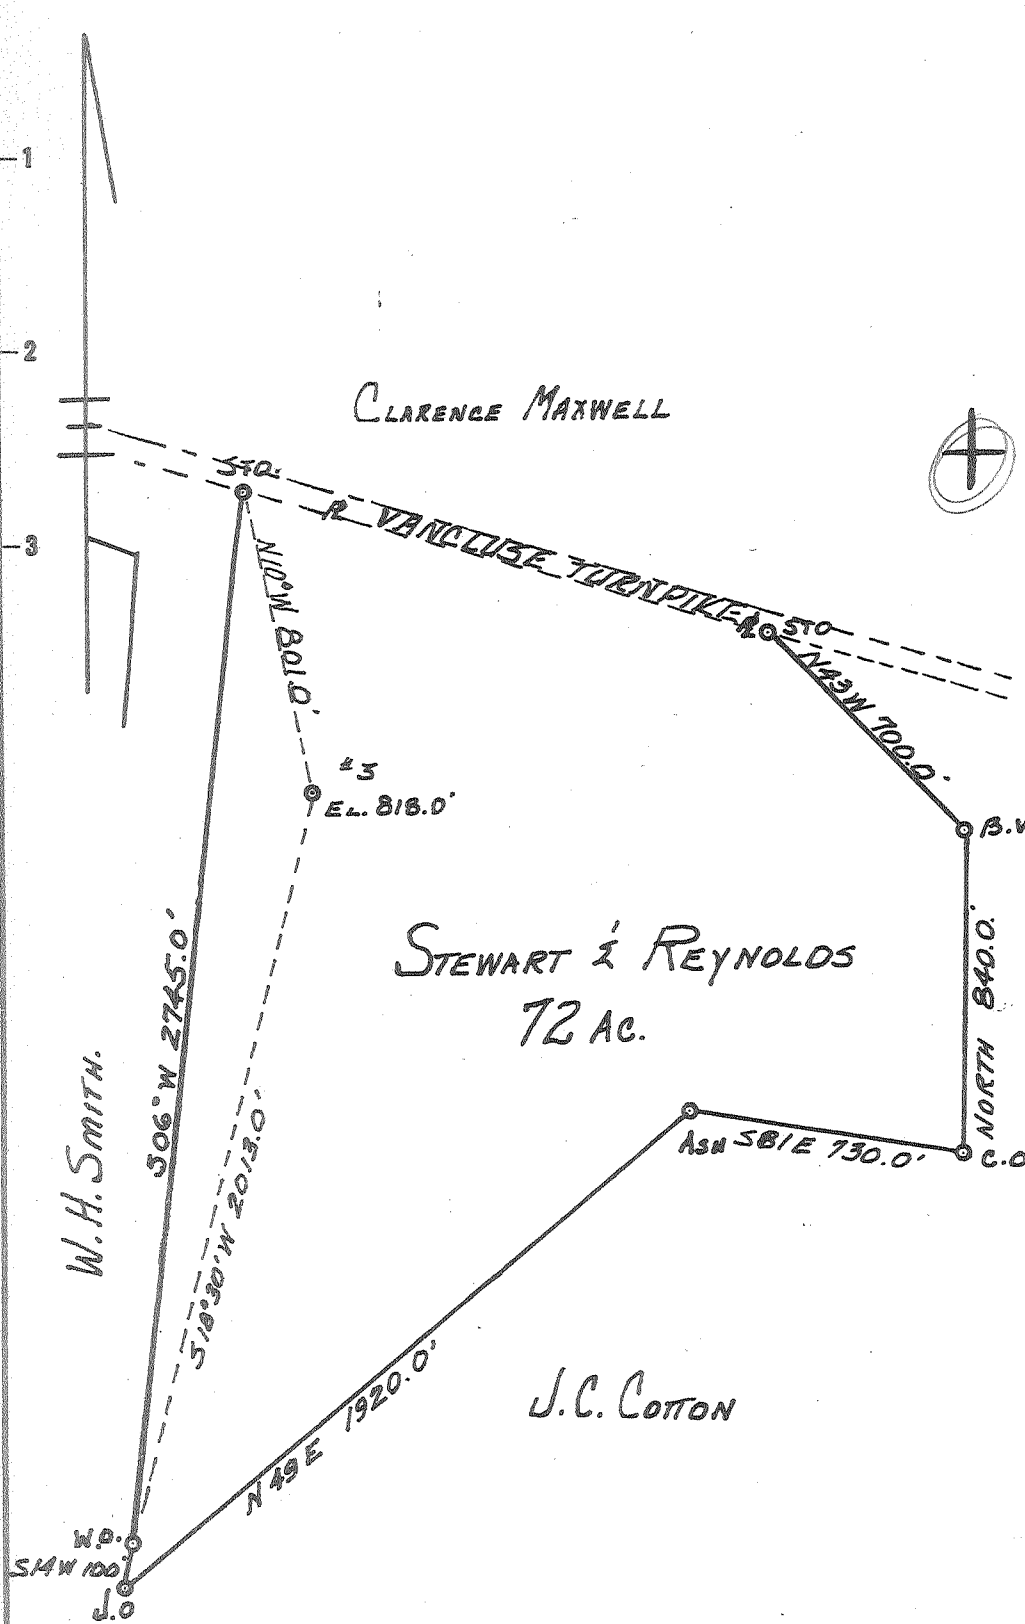 1
2
3
CLARENCE MAXWELL
STO.
R VANCLUSE TURNPIKE
STO
N10°W 801.0'
N43W 700.0'
#3
EL. 818.0'
STEWART & REYNOLDS
72 AC.
NORTH 840.0'
S06°W 2745.0'
W.H. SMITH.
ASH
S81E 730.0'
S18°30'W 2013.0'
N49E 1920.0'
J.C. COTTON
W.O.
S14W 100'
J.O